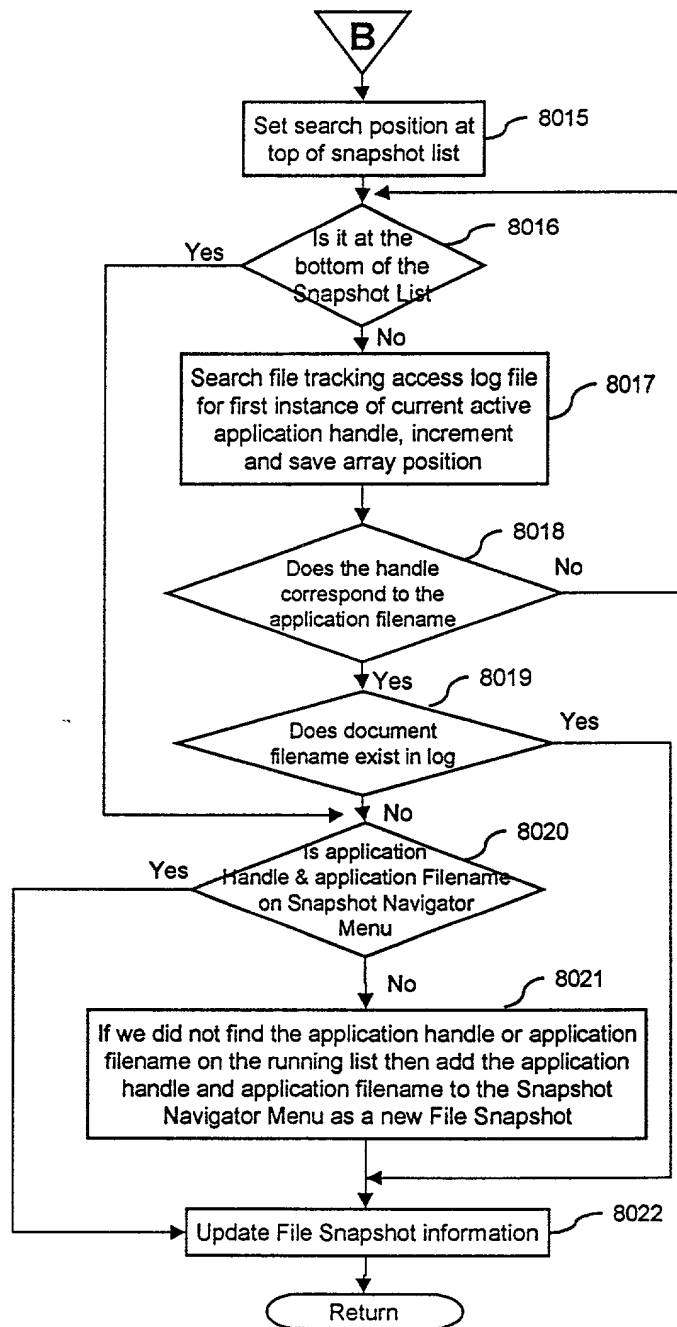 B
Set search position at
top of snapshot list
8015
Is it at the
bottom of the
Snapshot List
8016
Yes
No
Search file tracking access log file
for first instance of current active
application handle, increment
and save array position
8017
Does the handle
correspond to the
application filename
8018
No
Yes
Does document
filename exist in log
8019
Yes
No
Is application
Handle & application Filename
on Snapshot Navigator
Menu
8020
Yes
No
8021
If we did not find the application handle or application
filename on the running list then add the application
handle and application filename to the Snapshot
Navigator Menu as a new File Snapshot
Update File Snapshot information
8022
Return